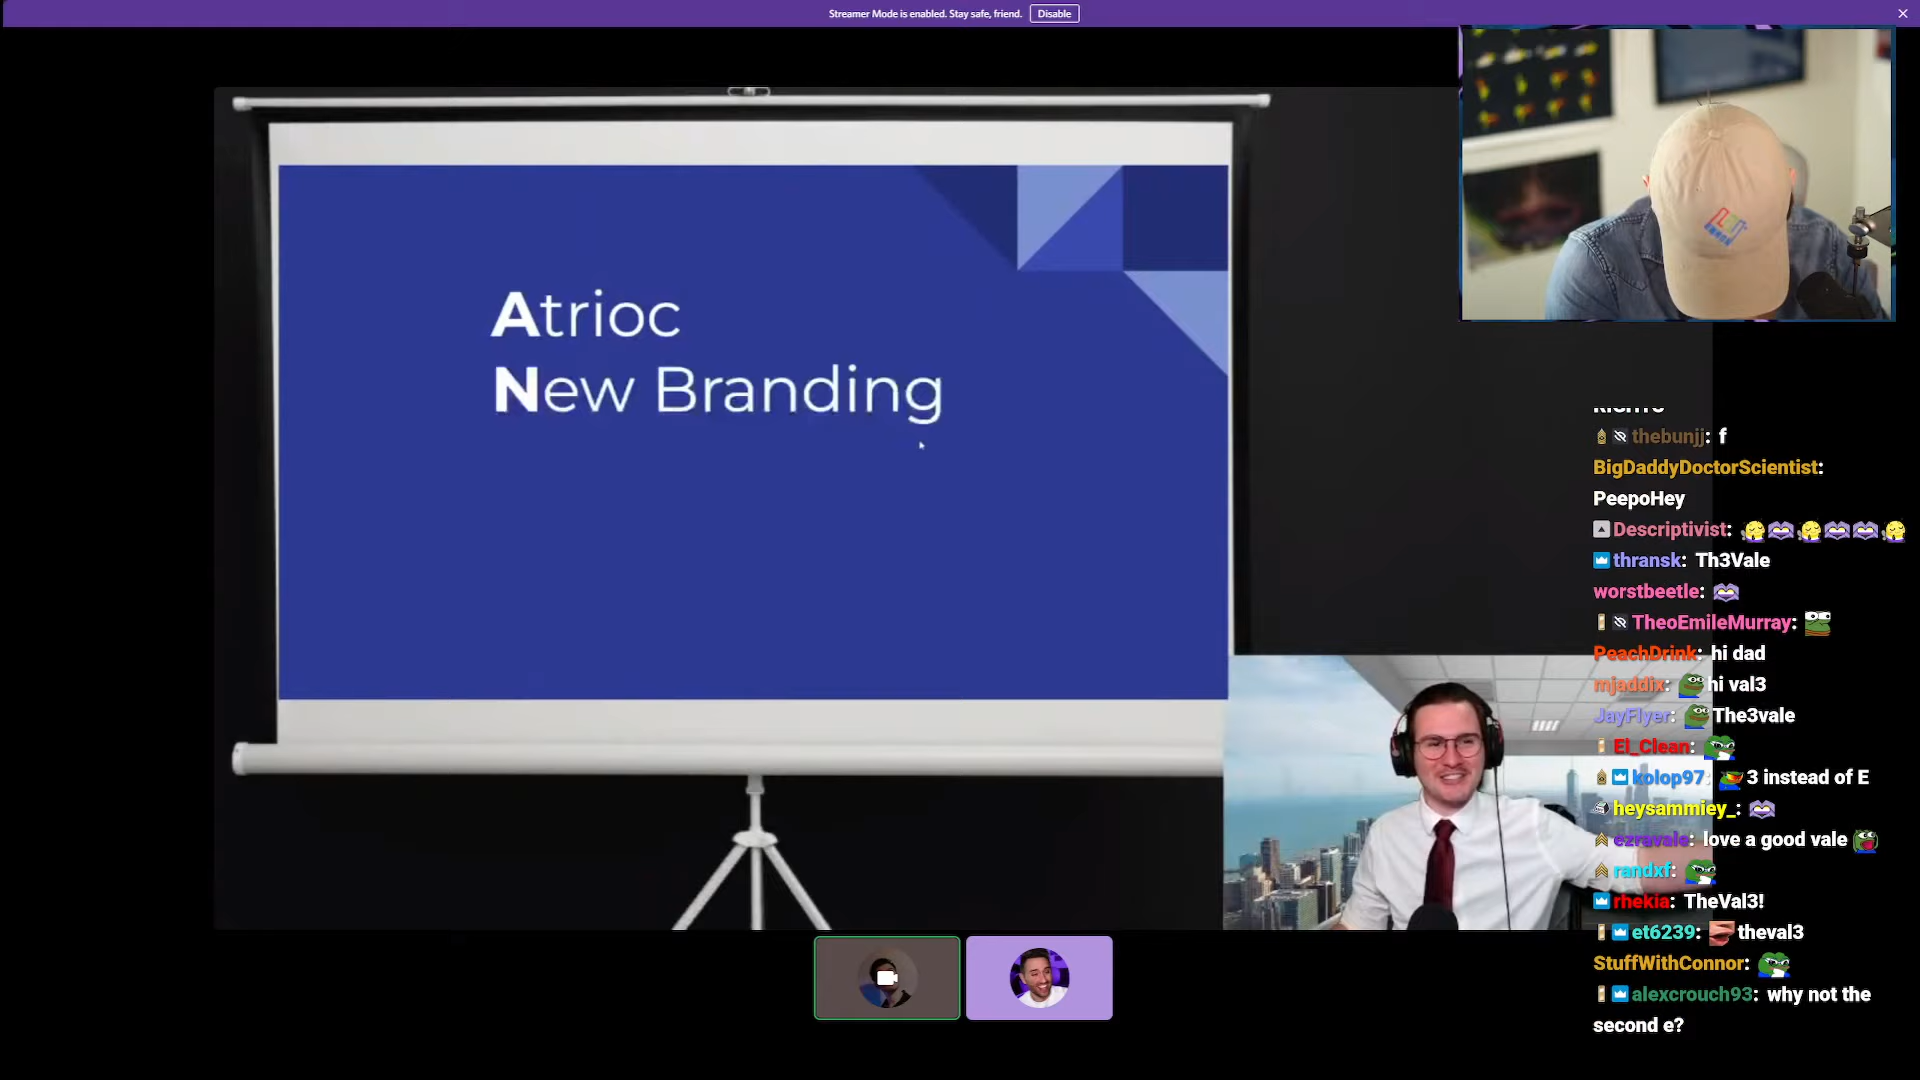 Streamer Mode is enabled. Stay safe, friend. Disable
Atrioc
New Branding
thebunjj: f
BigDaddyDoctorScientist:
PeepoHey
Descriptivist:
thransk: Th3Vale
worstbeetle:
TheoEmileMurray:
PeachDrink: hi dad
mjaddix: hi val3
JayFlyer: The3vale
El_Clean:
kolop97: 3 instead of E
heysammiey_:
ezravale: love a good vale
randxf:
rhekia: TheVal3!
et6239: theval3
StuffWithConnor:
alexcrouch93: why not the
second e?